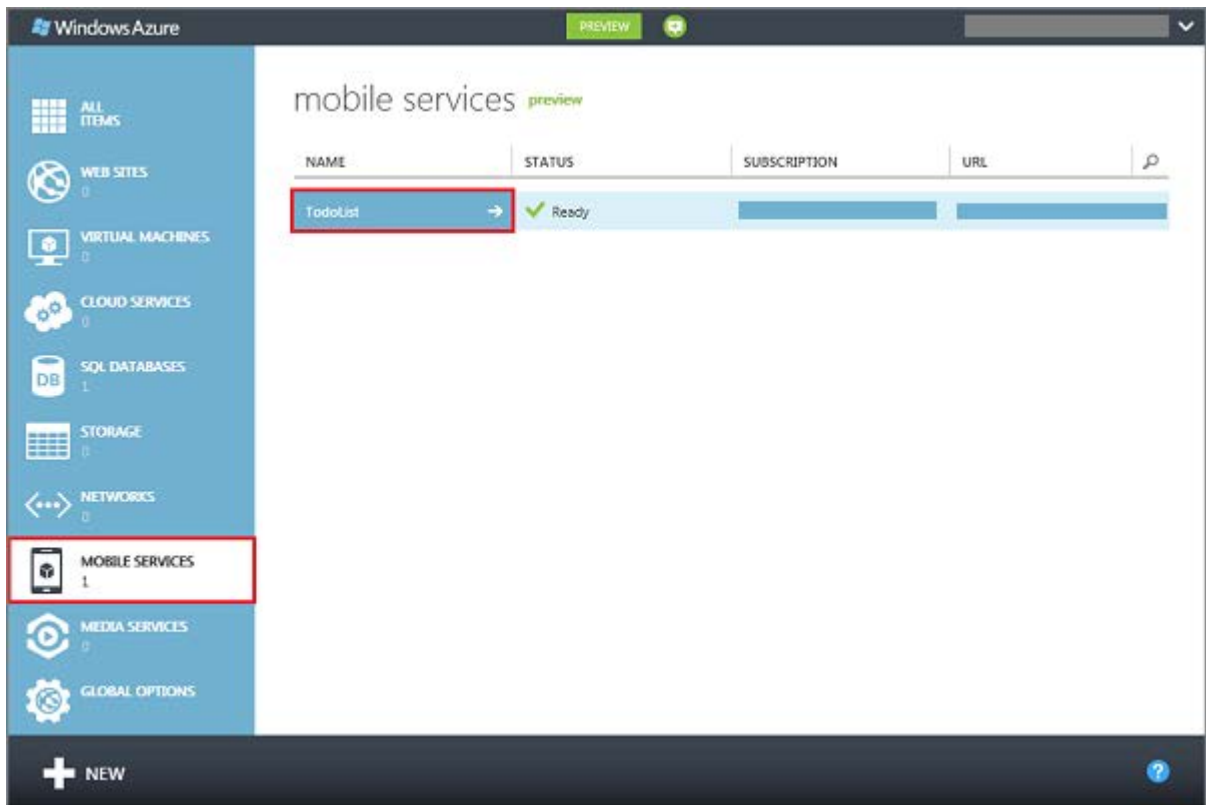 Windows Azure
PREVIEW
ALL
ITEMS
WEB SITES
0
VIRTUAL MACHINES
0
CLOUD SERVICES
0
SQL DATABASES
1
STORAGE
0
NETWORKS
0
MOBILE SERVICES
1
MEDIA SERVICES
0
GLOBAL OPTIONS
mobile services preview
NAME STATUS SUBSCRIPTION URL
TodoList Ready
DB
NEW
?